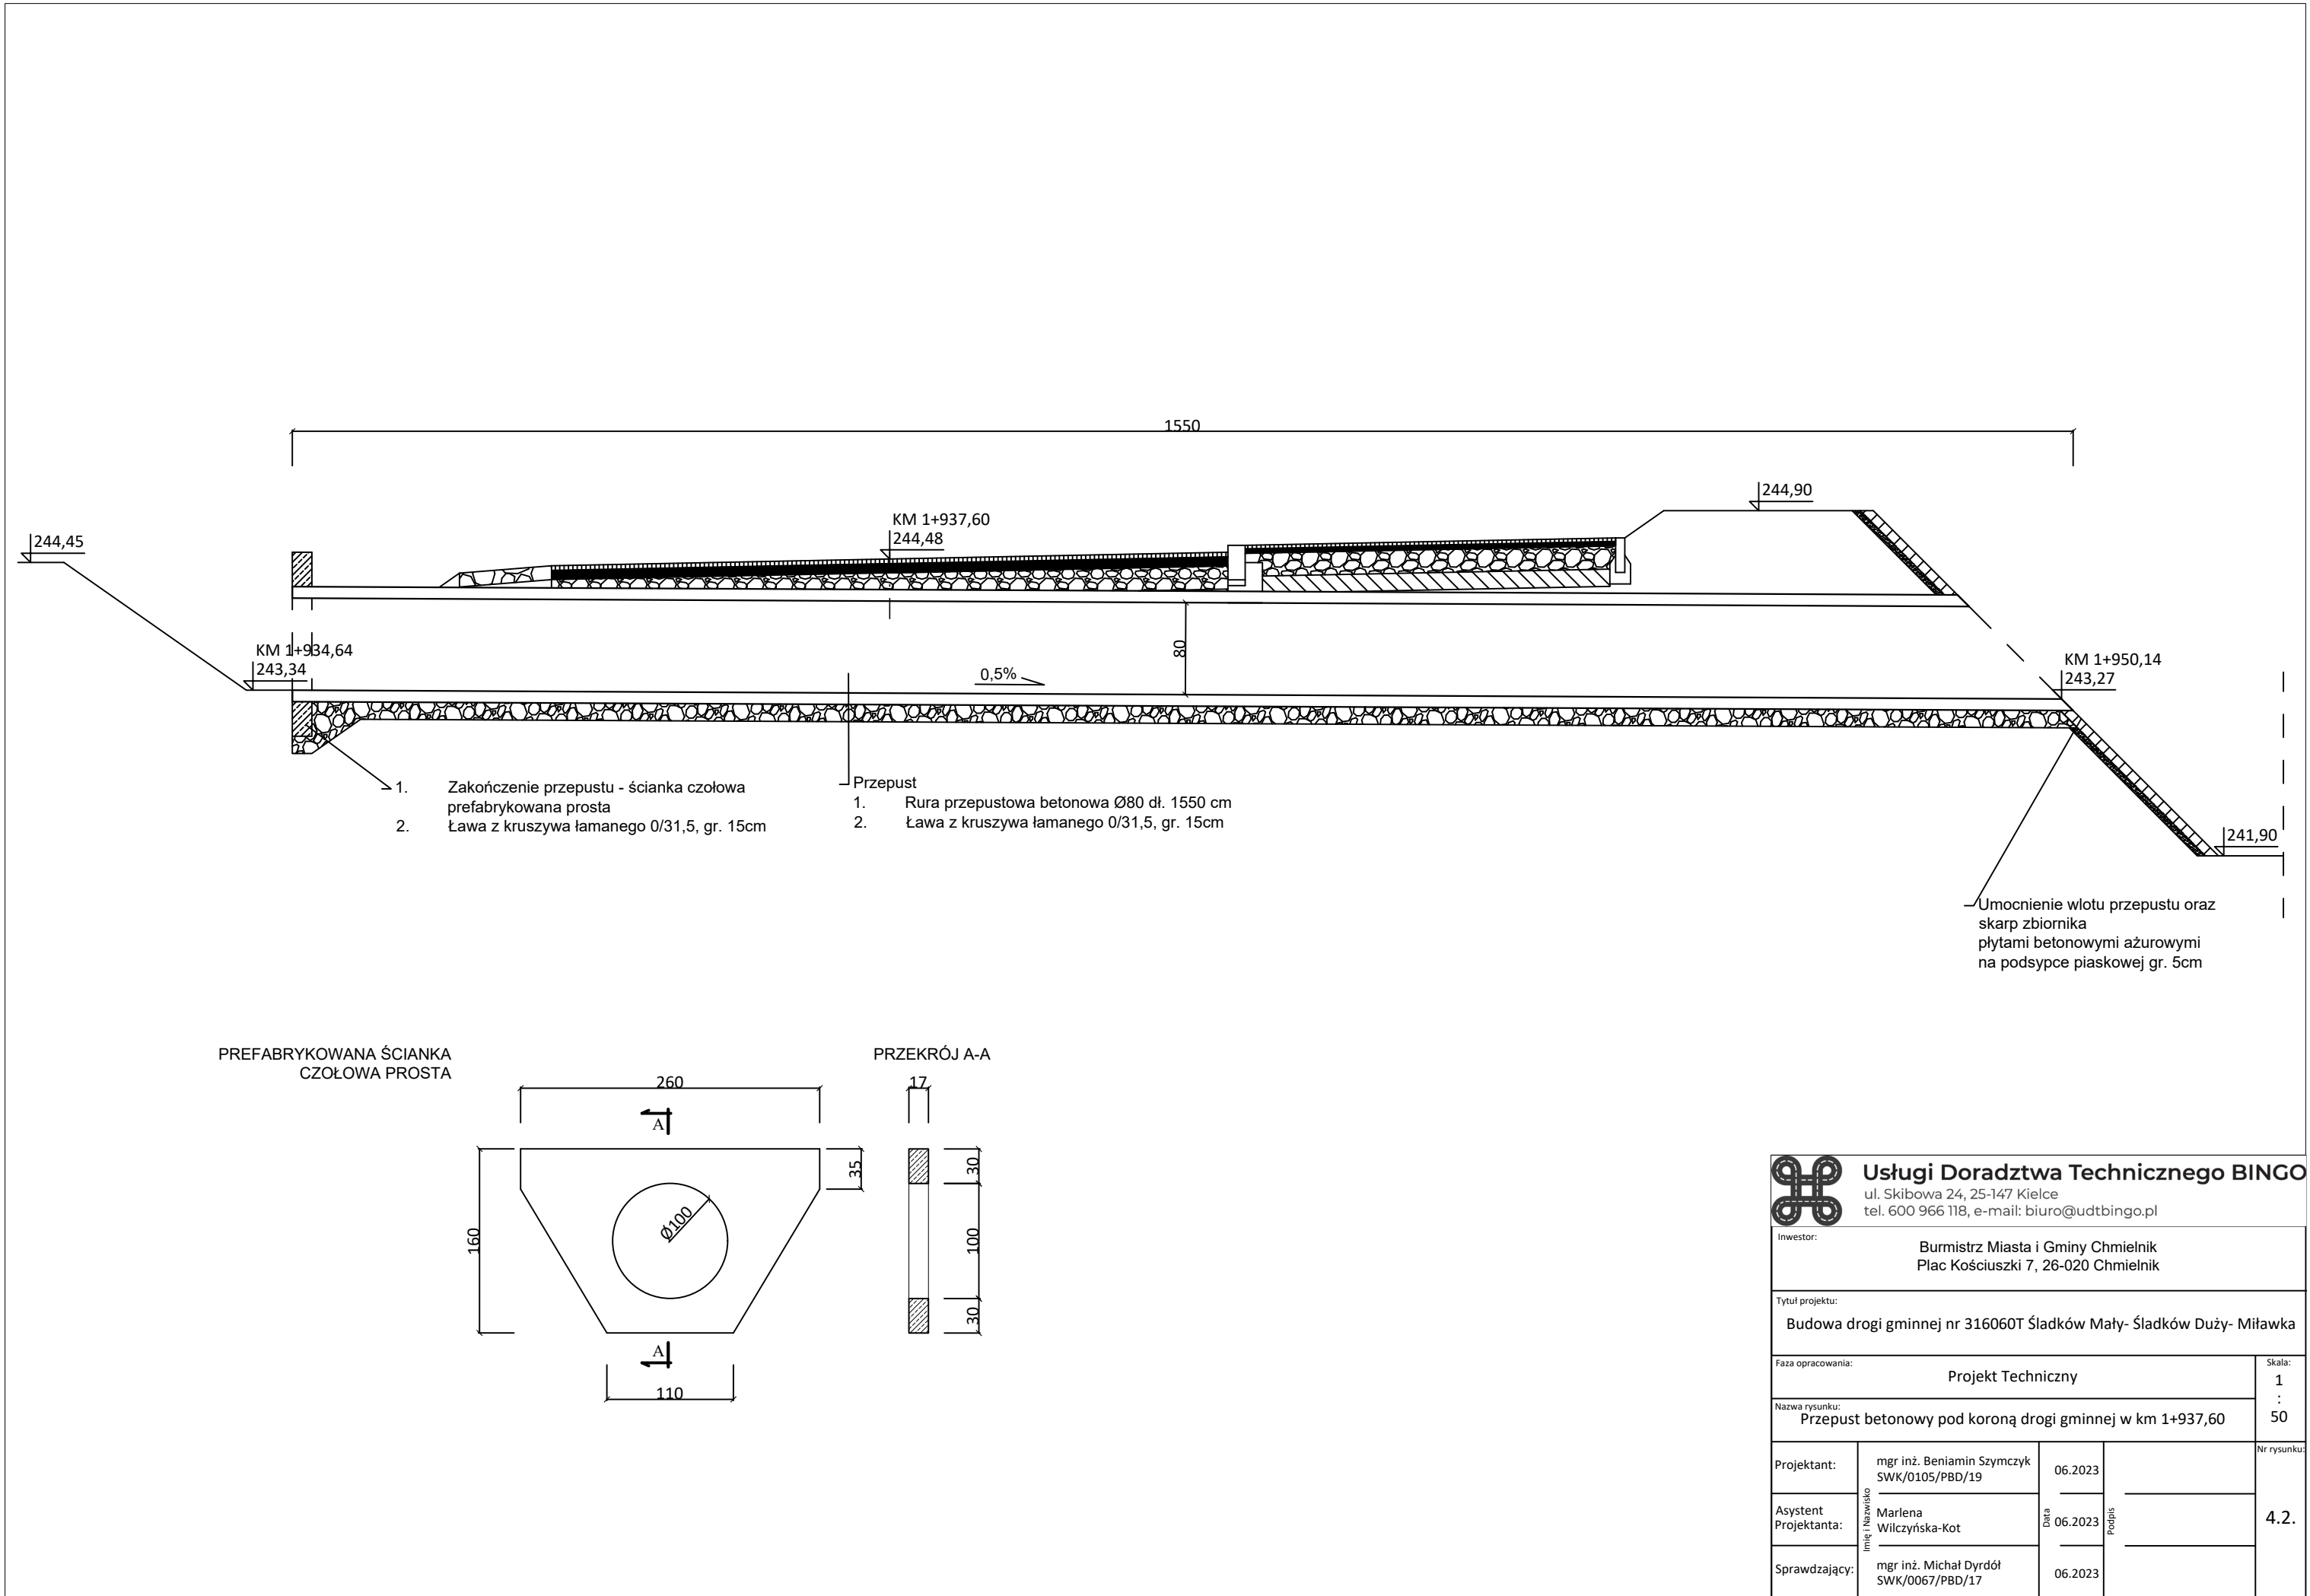 1550
244,90
KM 1+937,60
244,48
244,45
KM 1+934,64
243,34
80
0,5%
KM 1+950,14
243,27
241,90
1. Zakończenie przepustu - ścianka czołowa
prefabrykowana prosta
2. Ława z kruszywa łamanego 0/31,5, gr. 15cm
Przepust
1. Rura przepustowa betonowa Ø80 dł. 1550 cm
2. Ława z kruszywa łamanego 0/31,5, gr. 15cm
Umocnienie wlotu przepustu oraz
skarp zbiornika
płytami betonowymi ażurowymi
na podsypce piaskowej gr. 5cm
PREFABRYKOWANA ŚCIANKA
CZOŁOWA PROSTA
260
A
35
160
Ø100
A
110
PRZEKRÓJ A-A
17
30
100
30
Usługi Doradztwa Technicznego BINGO
ul. Skibowa 24, 25-147 Kielce
tel. 600 966 118, e-mail: biuro@udtbingo.pl
Inwestor:
Burmistrz Miasta i Gminy Chmielnik
Plac Kościuszki 7, 26-020 Chmielnik
Tytuł projektu:
Budowa drogi gminnej nr 316060T Śladków Mały- Śladków Duży- Miławka
Faza opracowania:
Projekt Techniczny
Skala:
1
:
50
Nazwa rysunku:
Przepust betonowy pod koroną drogi gminnej w km 1+937,60
Nr rysunku:
4.2.
Projektant:
mgr inż. Beniamin Szymczyk
SWK/0105/PBD/19
06.2023
Asystent
Projektanta:
Imię i Nazwisko
Marlena
Wilczyńska-Kot
Data
06.2023
Podpis
Sprawdzający:
mgr inż. Michał Dyrdół
SWK/0067/PBD/17
06.2023